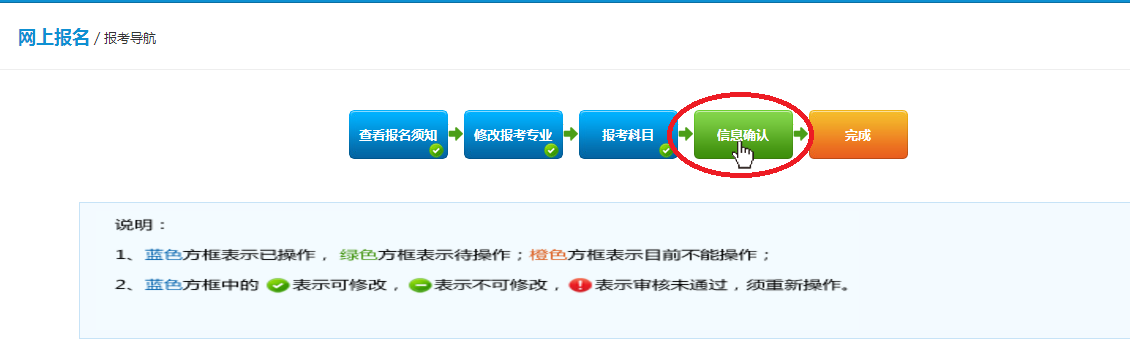 网上报名 / 报考导航
查看报名须知 修改报考专业 报考科目 信息确认 完成
说明：
1、蓝色方框表示已操作，绿色方框表示待操作；橙色方框表示目前不能操作；
2、蓝色方框中的 表示可修改， 表示不可修改， 表示审核未通过，须重新操作。